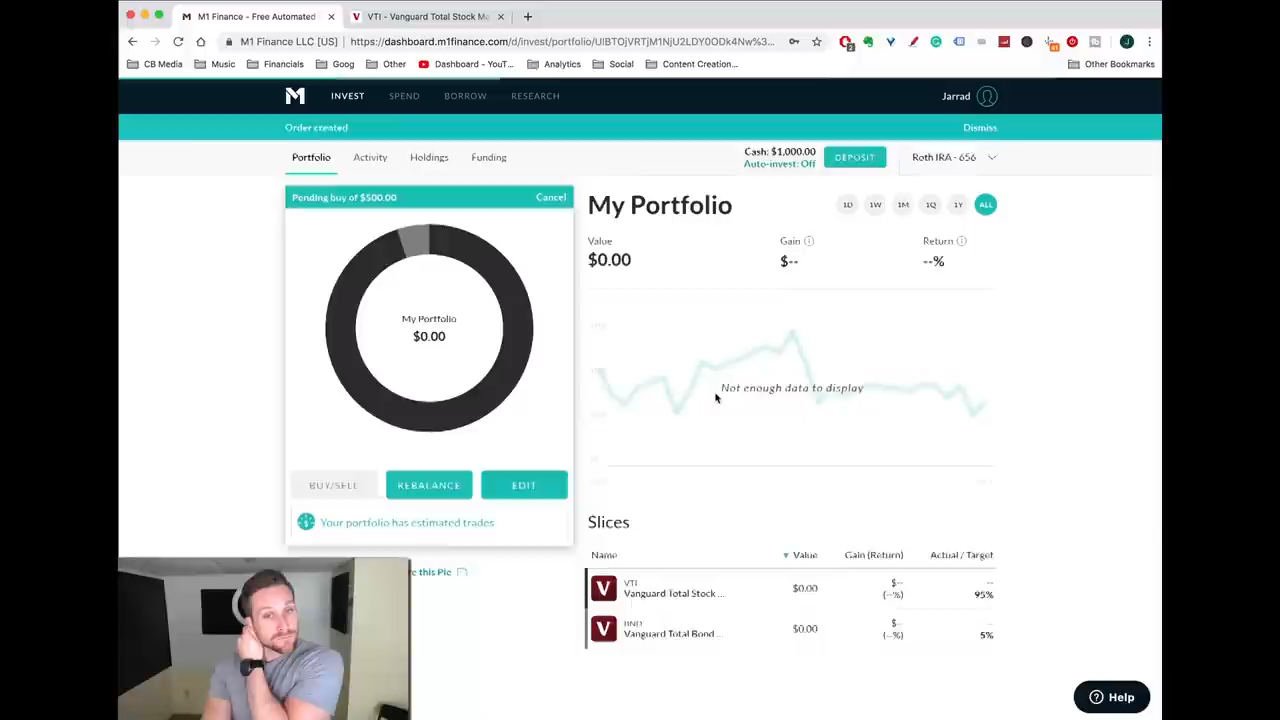 M1 Finance - Free Automated
VTI - Vanguard Total Stock Ma
M1 Finance LLC [US] | https://dashboard.m1finance.com/d/invest/portfolio/UlBTOjVRTjM1NjU2LDY0ODk4Nw%3...
CB Media Music Financials Goog Other Dashboard - YouT... Analytics Social Content Creation... Other Bookmarks
INVEST SPEND BORROW RESEARCH Jarrad
Order created Dismiss
Portfolio Activity Holdings Funding
Cash: $1,000.00
Auto-invest: Off
DEPOSIT
Roth IRA - 656
Pending buy of $500.00 Cancel
My Portfolio
$0.00
BUY/SELL REBALANCE EDIT
Your portfolio has estimated trades
e this Pie
My Portfolio
1D 1W 1M 1Q 1Y ALL
Value Gain Return
$0.00 $-- --%
Not enough data to display
Slices
Name Value Gain (Return) Actual / Target
VTI
Vanguard Total Stock ...
$0.00
$--
(--%)
--
95%
BND
Vanguard Total Bond ...
$0.00
$--
(--%)
--
5%
Help